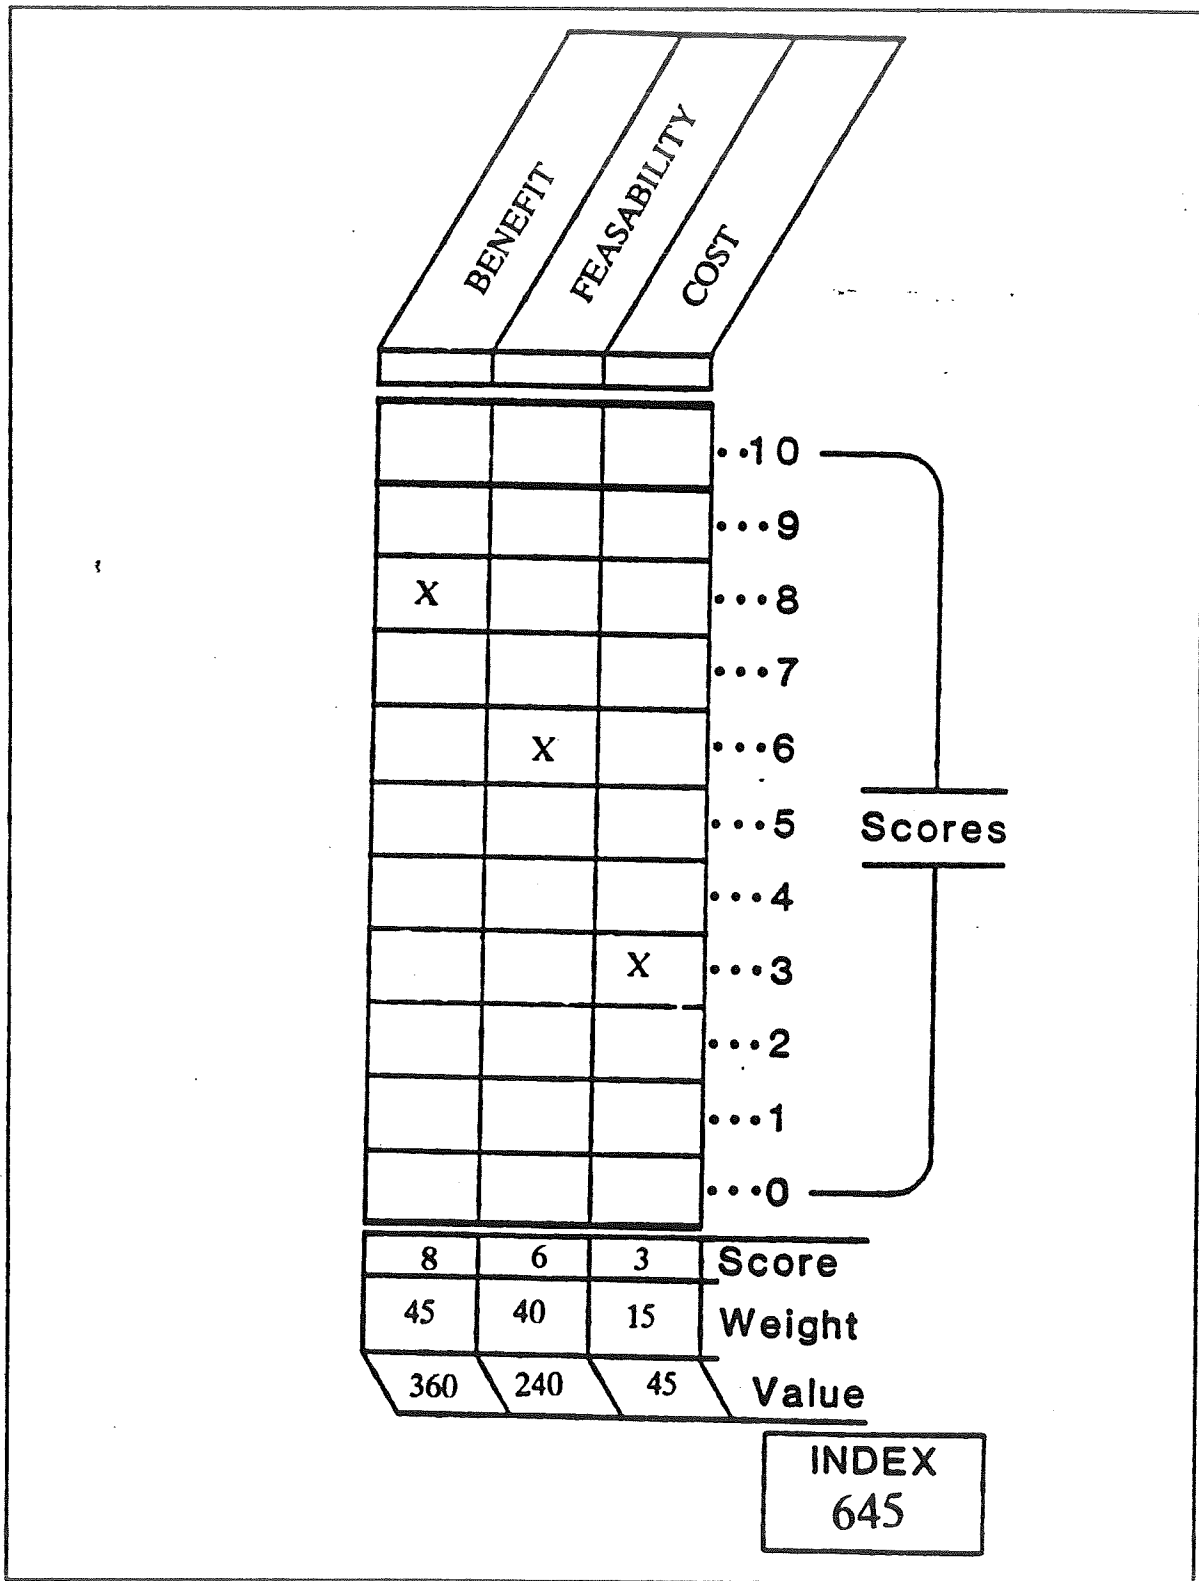 BENEFIT
FEASABILITY
COST
..10
...9
X ...8
...7
X ...6
...5
Scores
...4
X ...3
...2
...1
...0
8 6 3 Score
45 40 15 Weight
360 240 45 Value
INDEX
645